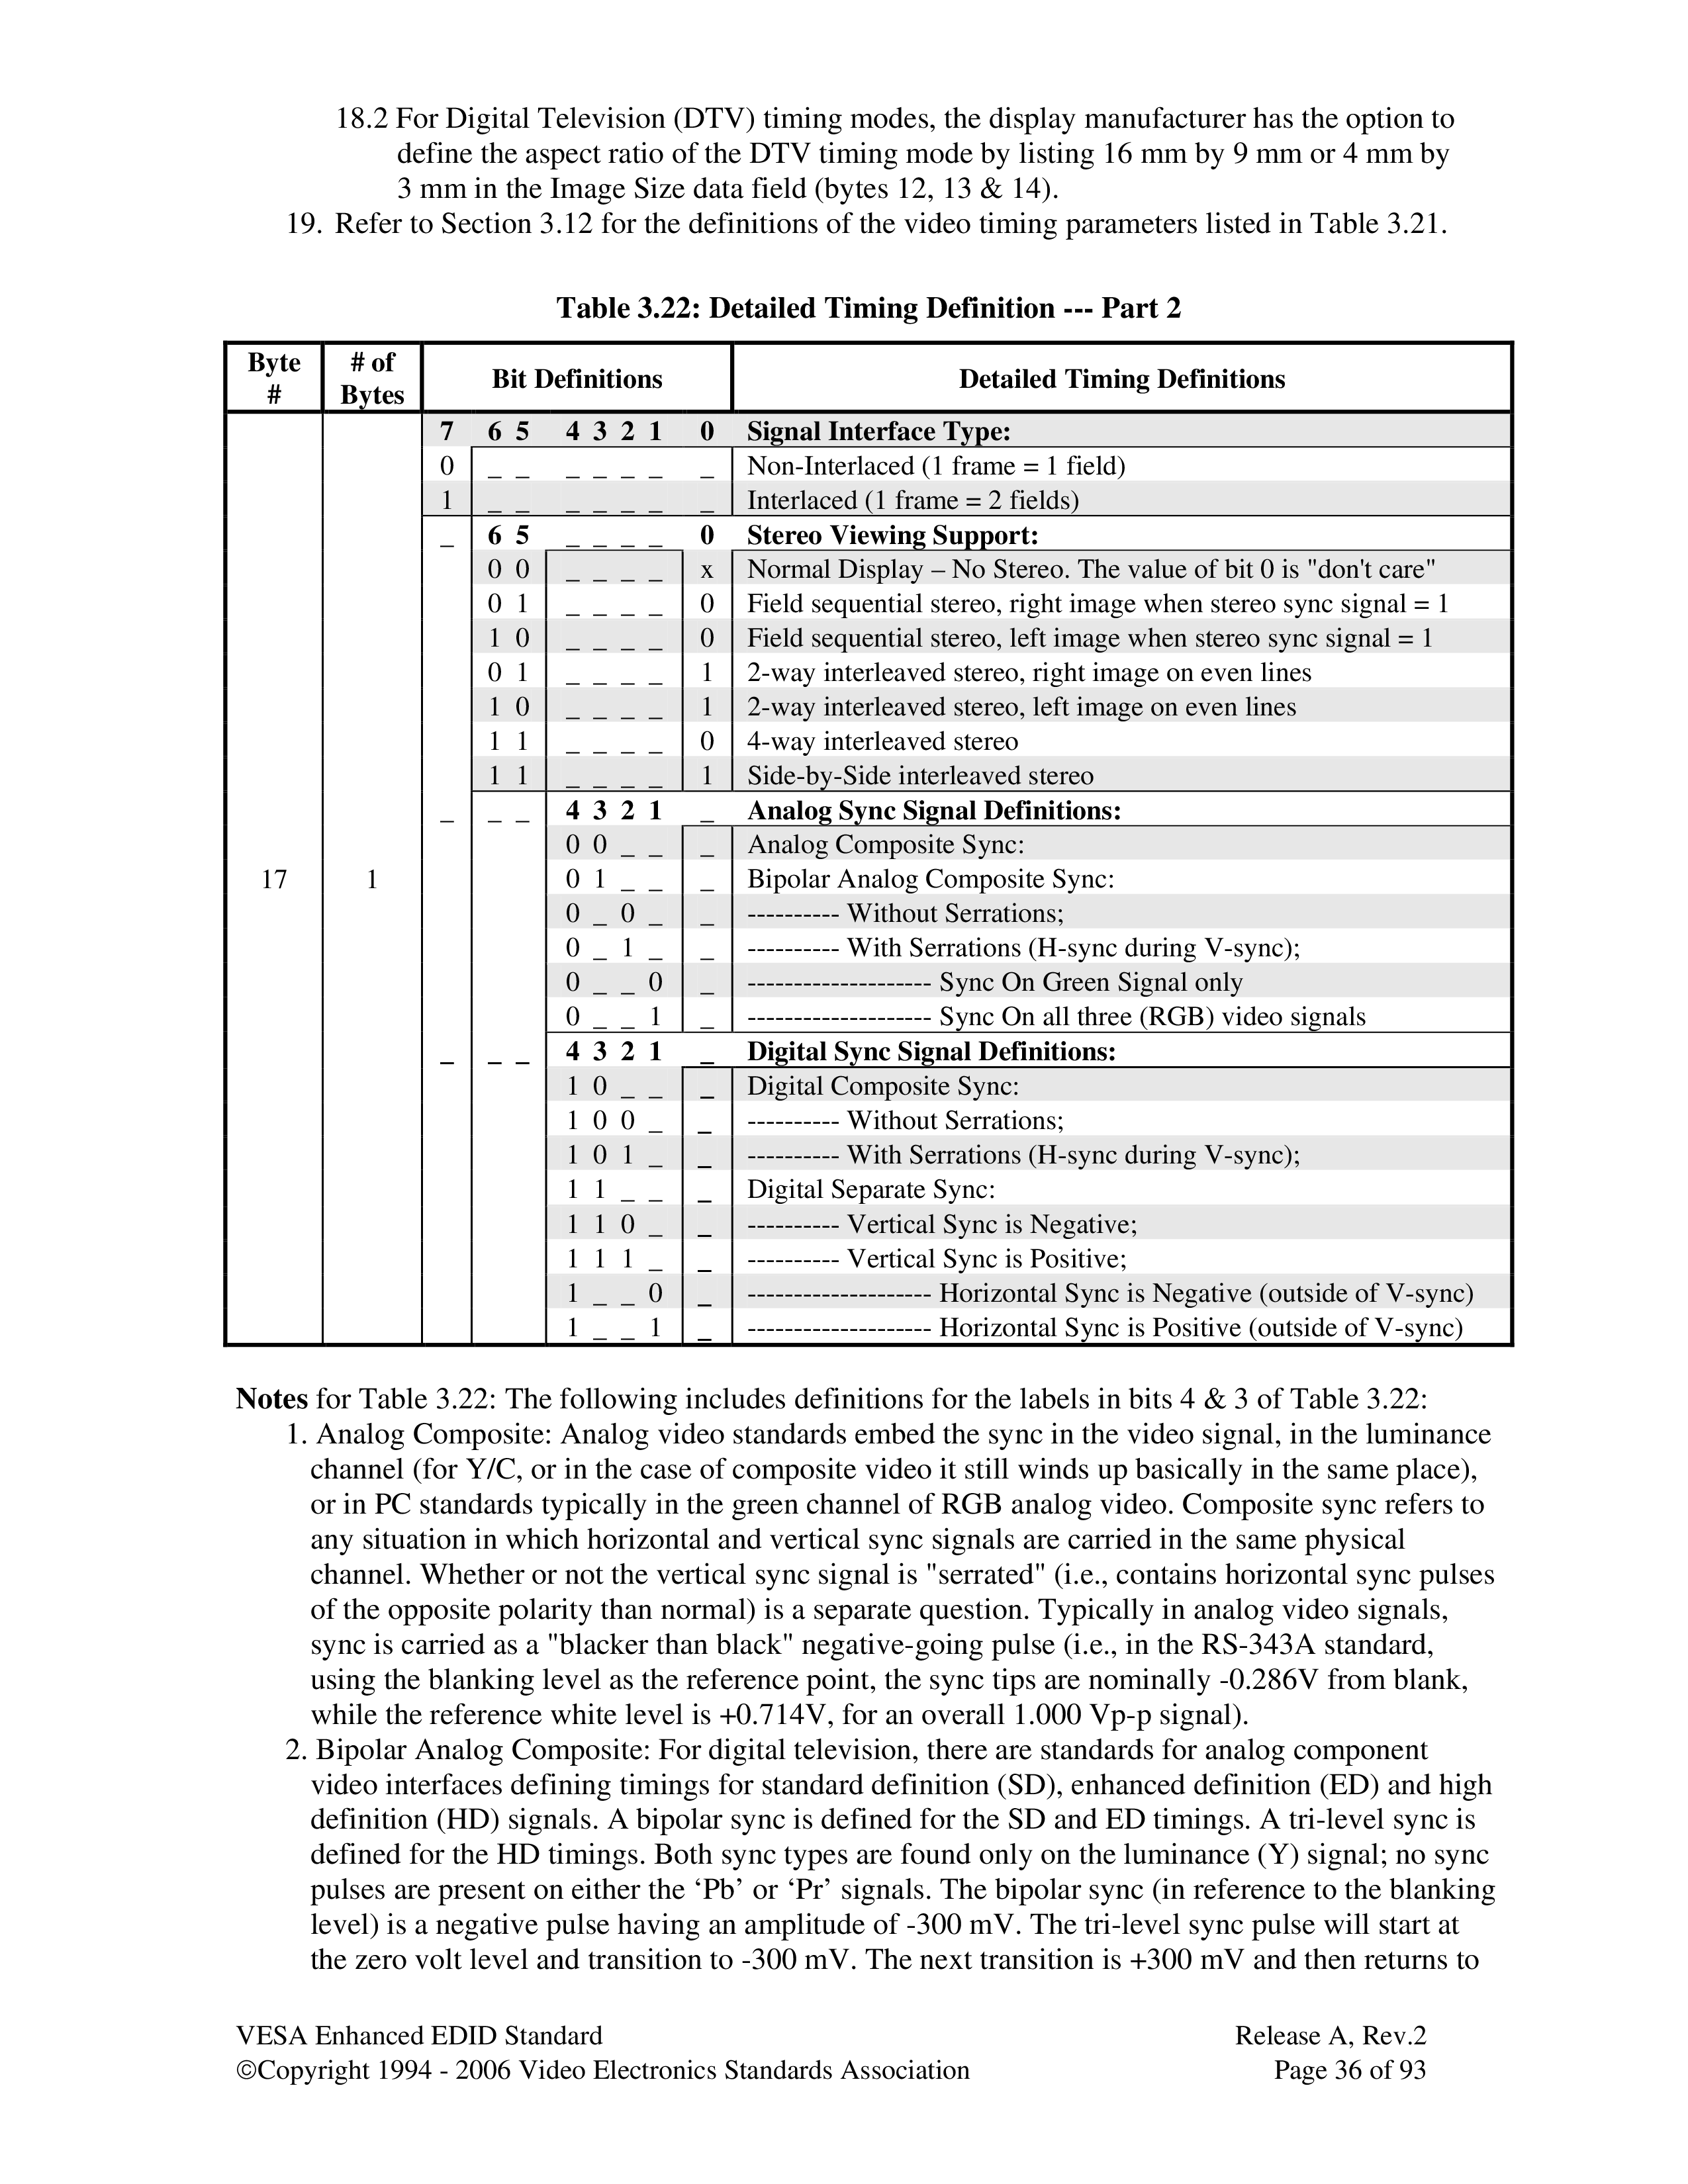 18.2 For Digital Television (DTV) timing modes, the display manufacturer has the option to
define the aspect ratio of the DTV timing mode by listing 16 mm by 9 mm or 4 mm by
3 mm in the Image Size data field (bytes 12, 13 & 14).
19. Refer to Section 3.12 for the definitions of the video timing parameters listed in Table 3.21.
Table 3.22: Detailed Timing Definition --- Part 2
Byte # | # of Bytes | Bit Definitions | Detailed Timing Definitions
7 6 5 4 3 2 1 0 Signal Interface Type:
0 _ _ _ _ _ _ _ Non-Interlaced (1 frame = 1 field)
1 _ _ _ _ _ _ _ Interlaced (1 frame = 2 fields)
_ 6 5 _ _ _ _ 0 Stereo Viewing Support:
0 0 _ _ _ _ x Normal Display – No Stereo. The value of bit 0 is "don't care"
0 1 _ _ _ _ 0 Field sequential stereo, right image when stereo sync signal = 1
1 0 _ _ _ _ 0 Field sequential stereo, left image when stereo sync signal = 1
0 1 _ _ _ _ 1 2-way interleaved stereo, right image on even lines
1 0 _ _ _ _ 1 2-way interleaved stereo, left image on even lines
1 1 _ _ _ _ 0 4-way interleaved stereo
1 1 _ _ _ _ 1 Side-by-Side interleaved stereo
_ _ _ 4 3 2 1 _ Analog Sync Signal Definitions:
0 0 _ _ _ Analog Composite Sync:
17 1 0 1 _ _ _ Bipolar Analog Composite Sync:
0 _ 0 _ _ ---------- Without Serrations;
0 _ 1 _ _ ---------- With Serrations (H-sync during V-sync);
0 _ _ 0 _ -------------------- Sync On Green Signal only
0 _ _ 1 _ -------------------- Sync On all three (RGB) video signals
_ _ _ 4 3 2 1 _ Digital Sync Signal Definitions:
1 0 _ _ _ Digital Composite Sync:
1 0 0 _ _ ---------- Without Serrations;
1 0 1 _ _ ---------- With Serrations (H-sync during V-sync);
1 1 _ _ _ Digital Separate Sync:
1 1 0 _ _ ---------- Vertical Sync is Negative;
1 1 1 _ _ ---------- Vertical Sync is Positive;
1 _ _ 0 _ -------------------- Horizontal Sync is Negative (outside of V-sync)
1 _ _ 1 _ -------------------- Horizontal Sync is Positive (outside of V-sync)
Notes for Table 3.22: The following includes definitions for the labels in bits 4 & 3 of Table 3.22:
1. Analog Composite: Analog video standards embed the sync in the video signal, in the luminance
channel (for Y/C, or in the case of composite video it still winds up basically in the same place),
or in PC standards typically in the green channel of RGB analog video. Composite sync refers to
any situation in which horizontal and vertical sync signals are carried in the same physical
channel. Whether or not the vertical sync signal is "serrated" (i.e., contains horizontal sync pulses
of the opposite polarity than normal) is a separate question. Typically in analog video signals,
sync is carried as a "blacker than black" negative-going pulse (i.e., in the RS-343A standard,
using the blanking level as the reference point, the sync tips are nominally -0.286V from blank,
while the reference white level is +0.714V, for an overall 1.000 Vp-p signal).
2. Bipolar Analog Composite: For digital television, there are standards for analog component
video interfaces defining timings for standard definition (SD), enhanced definition (ED) and high
definition (HD) signals. A bipolar sync is defined for the SD and ED timings. A tri-level sync is
defined for the HD timings. Both sync types are found only on the luminance (Y) signal; no sync
pulses are present on either the ‘Pb’ or ‘Pr’ signals. The bipolar sync (in reference to the blanking
level) is a negative pulse having an amplitude of -300 mV. The tri-level sync pulse will start at
the zero volt level and transition to -300 mV. The next transition is +300 mV and then returns to
VESA Enhanced EDID Standard Release A, Rev.2
©Copyright 1994 - 2006 Video Electronics Standards Association Page 36 of 93